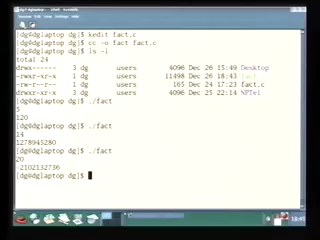 [dg@dglaptop dg]$ kedit fact.c
[dg@dglaptop dg]$ cc -o fact fact.c
[dg@dglaptop dg]$ ls -l
total 24
drwx------ 3 dg users 4096 Dec 26 15:49 Desktop
-rwxr-xr-x 1 dg users 11498 Dec 26 18:43 fact
-rw-r--r-- 1 dg users 165 Dec 24 17:23 fact.c
drwxr-xr-x 3 dg users 4096 Dec 25 22:14 NPTel
[dg@dglaptop dg]$ ./fact
5
120
[dg@dglaptop dg]$ ./fact
14
1278945280
[dg@dglaptop dg]$ ./fact
20
-2102132736
[dg@dglaptop dg]$